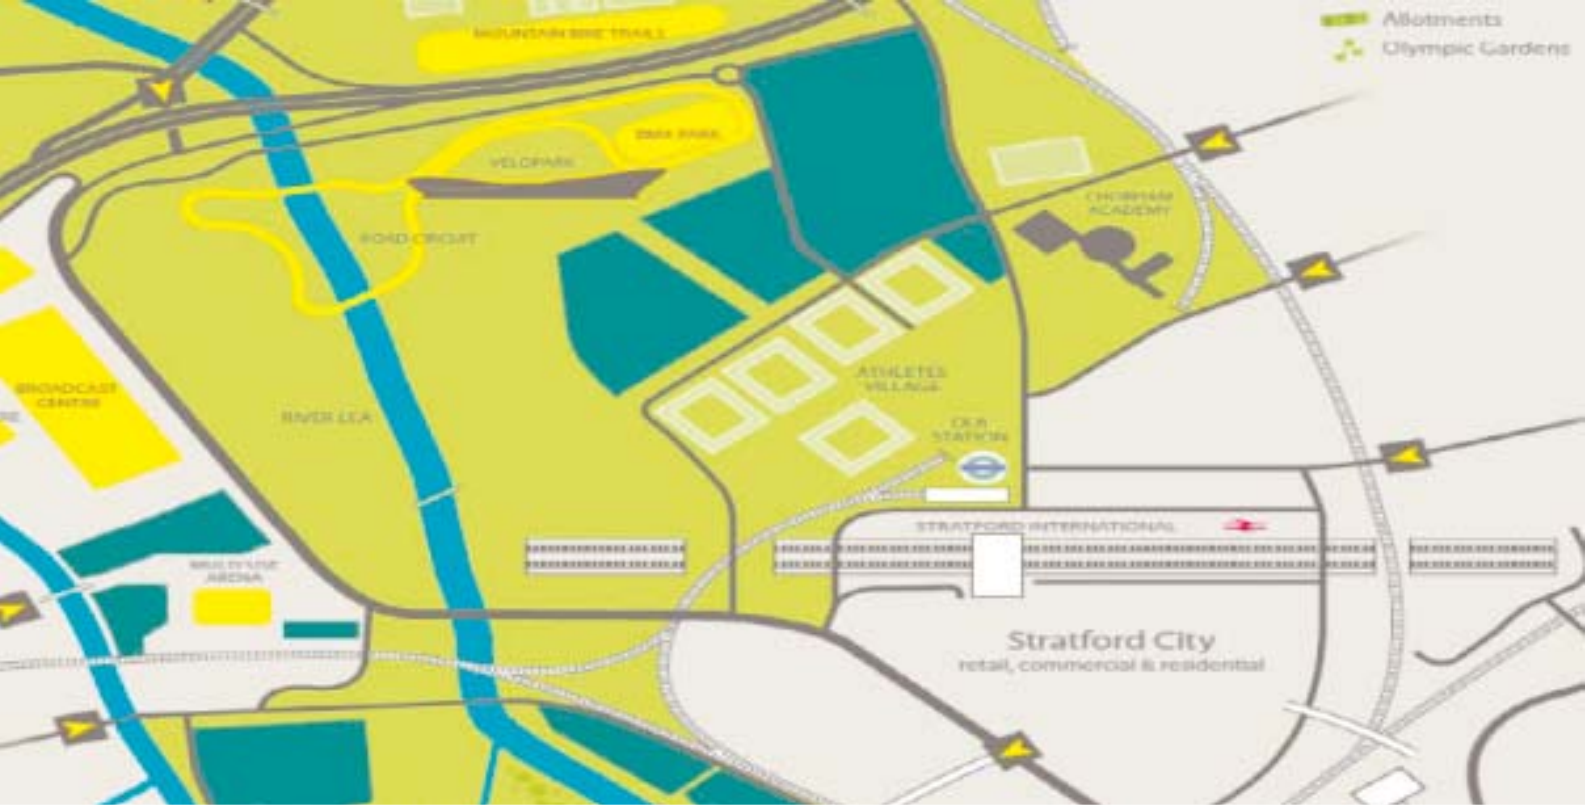 Allotments
Olympic Gardens
MOUNTAIN BIKE TRAILS
BMX PARK
VELOPARK
CHOBHAM
ACADEMY
ROAD CIRCUIT
ATHLETES
VILLAGE
BROADCAST
CENTRE
RE
RIVER LEA
DLR
STATION
STRATFORD INTERNATIONAL
MULTI-USE
ARENA
Stratford City
retail, commercial & residential